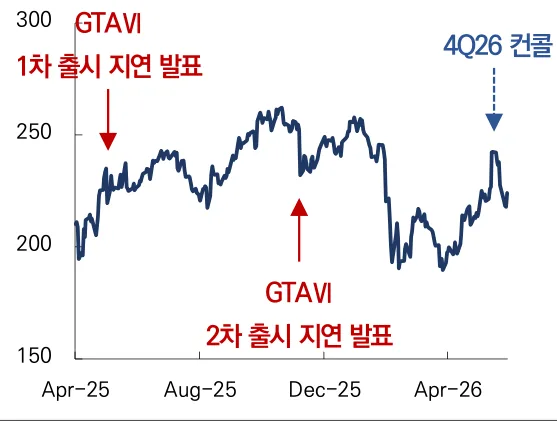 300
GTAVI
1차 출시 지연 발표
4Q26 컨콜
250
200
GTAVI
2차 출시 지연 발표
150
Apr-25
Aug-25
Dec-25
Apr-26